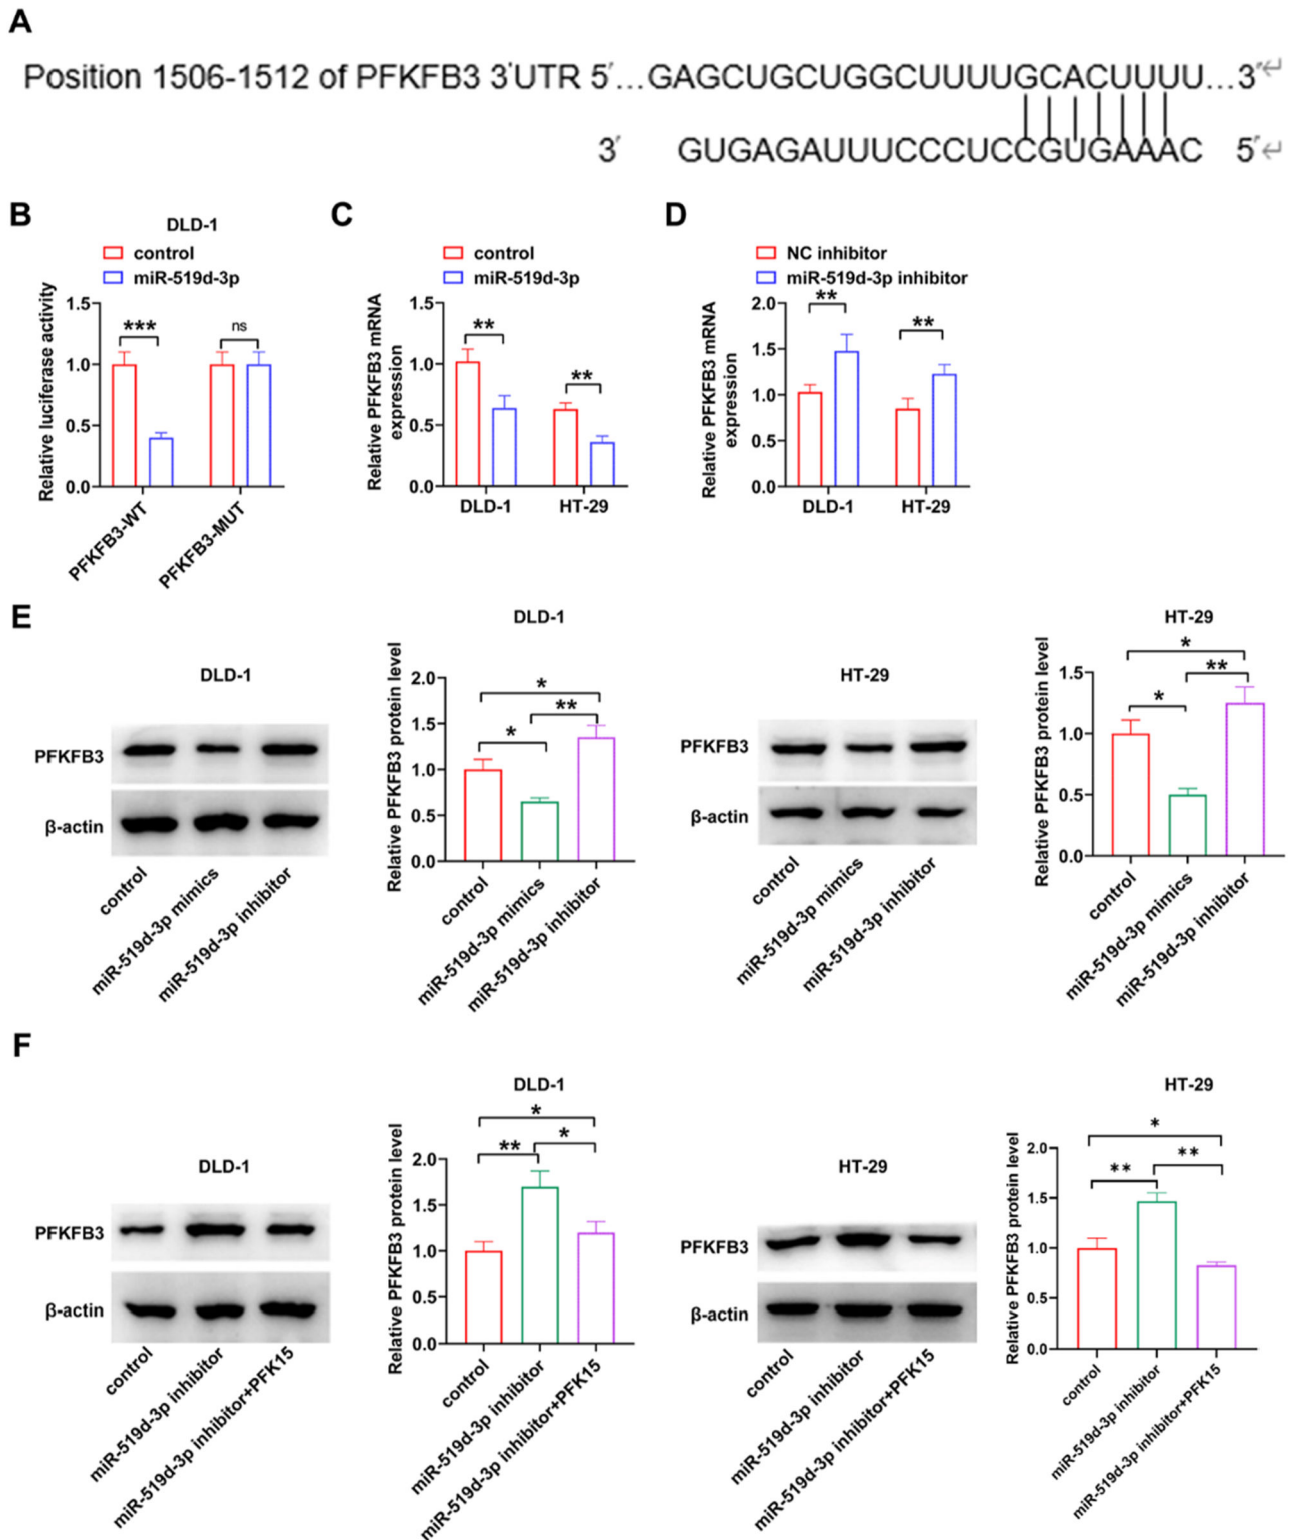 A
Position 1506-1512 of PFKFB3 3'UTR 5′...GAGCUGCUGGCUUUUGCACUUUU...3′↵
3′ GUGAGAUUUCCCUCCGUGAAAC 5′↵
B
DLD-1
control
miR-519d-3p
Relative luciferase activity
1.5
1.0
0.5
0.0
***
ns
PFKFB3-WT
PFKFB3-MUT
C
control
miR-519d-3p
Relative PFKFB3 mRNA
expression
1.5
1.0
0.5
0.0
**
**
DLD-1 HT-29
D
NC inhibitor
miR-519d-3p inhibitor
Relative PFKFB3 mRNA
expression
2.0
1.5
1.0
0.5
0.0
**
**
DLD-1 HT-29
E
DLD-1
PFKFB3
β-actin
control
miR-519d-3p mimics
miR-519d-3p inhibitor
DLD-1
Relative PFKFB3 protein level
2.0
1.5
1.0
0.5
0.0
*
**
*
control
miR-519d-3p mimics
miR-519d-3p inhibitor
HT-29
PFKFB3
β-actin
control
miR-519d-3p mimics
miR-519d-3p inhibitor
HT-29
Relative PFKFB3 protein level
1.5
1.0
0.5
0.0
*
**
*
control
miR-519d-3p mimics
miR-519d-3p inhibitor
F
DLD-1
PFKFB3
β-actin
control
miR-519d-3p inhibitor
miR-519d-3p inhibitor+PFK15
DLD-1
Relative PFKFB3 protein level
2.0
1.5
1.0
0.5
0.0
*
**
*
control
miR-519d-3p inhibitor
miR-519d-3p inhibitor+PFK15
HT-29
PFKFB3
β-actin
control
miR-519d-3p inhibitor
miR-519d-3p inhibitor+PFK15
HT-29
Relative PFKFB3 protein level
2.0
1.5
1.0
0.5
0.0
*
**
**
control
miR-519d-3p inhibitor
miR-519d-3p inhibitor+PFK15